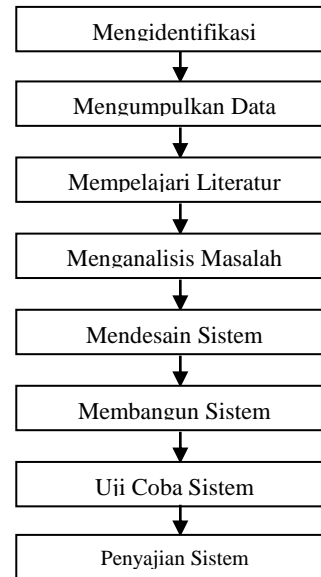 Mengidentifikasi
Mengumpulkan Data
Mempelajari Literatur
Menganalisis Masalah
Mendesain Sistem
Membangun Sistem
Uji Coba Sistem
Penyajian Sistem